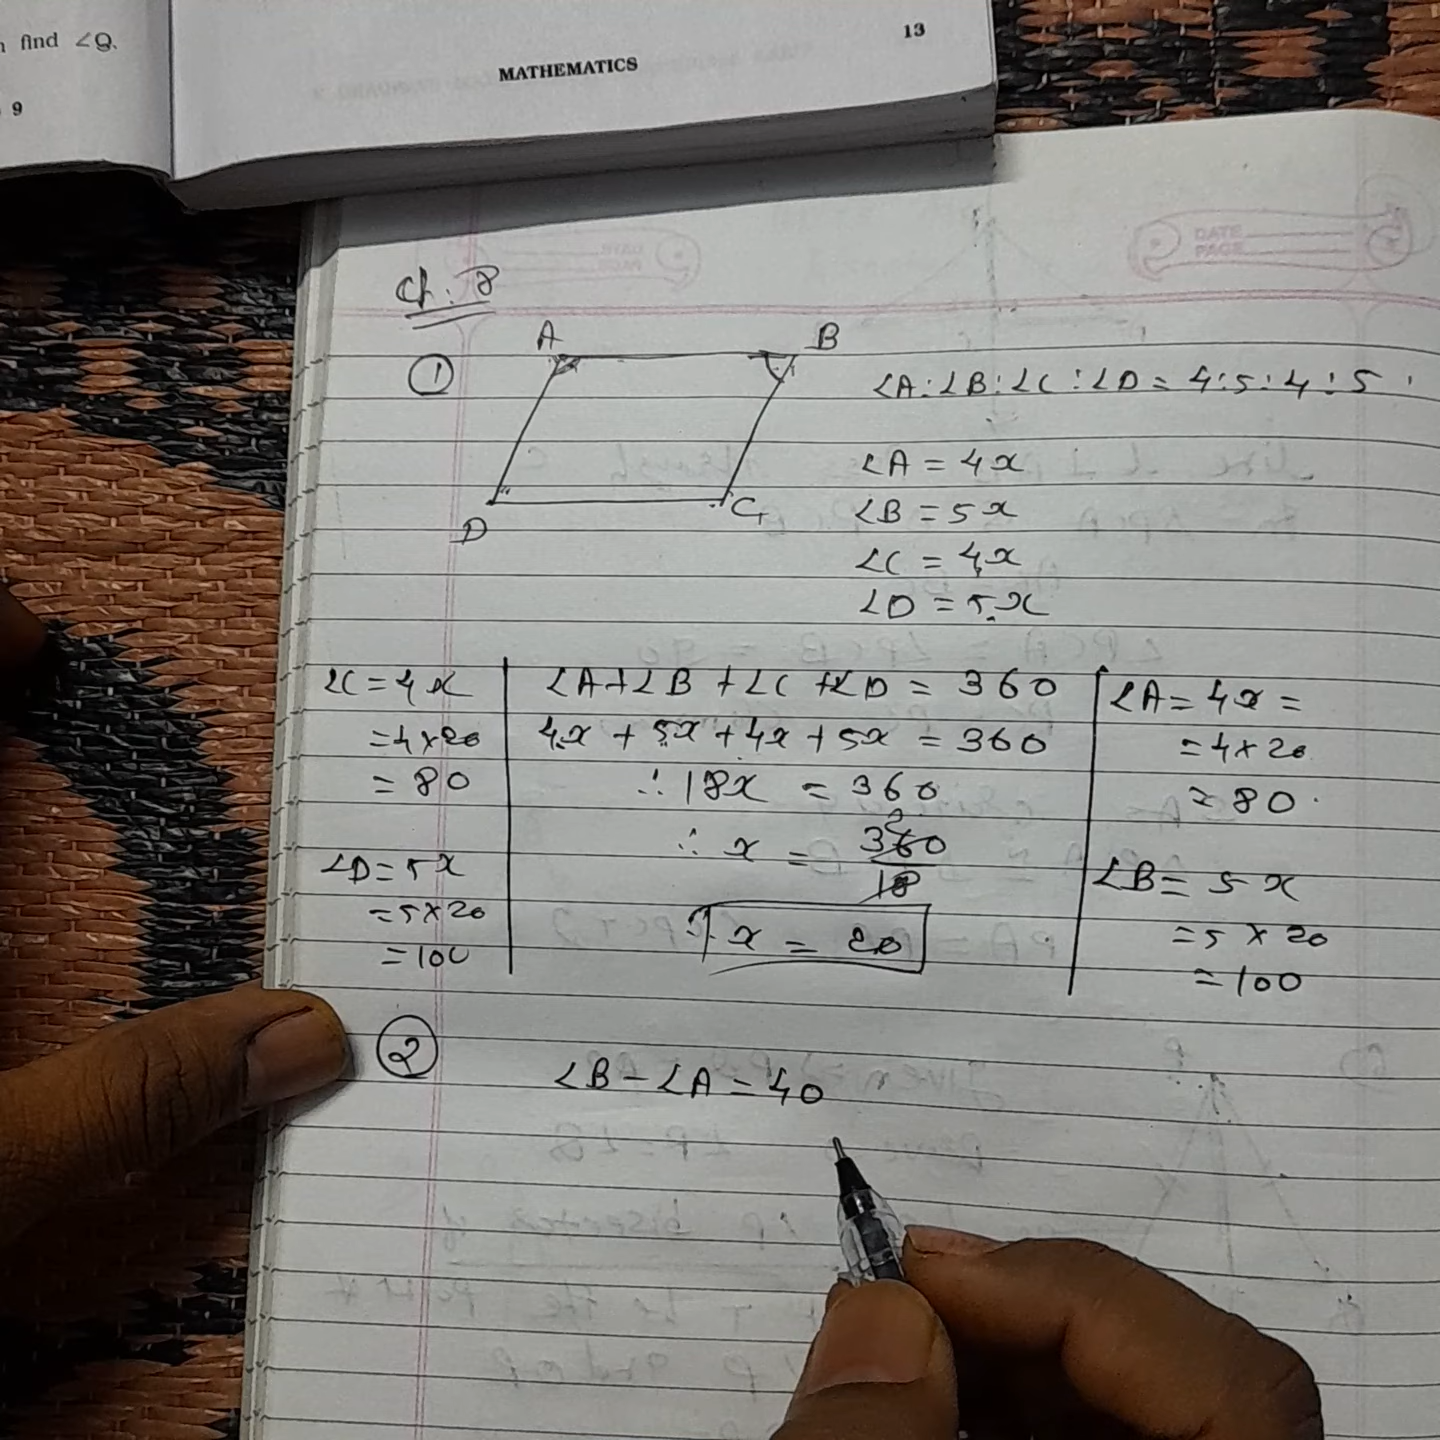 find ∠Q.
9
13
MATHEMATICS
DATE
PAGE
Ch. 8
①
A
B
D
C
∠A:∠B:∠C:∠D = 4:5:4:5
∠A = 4x
∠B = 5x
∠C = 4x
∠D = 5x
∠C = 4x
= 4 × 20
= 80
∠D = 5x
= 5 × 20
= 100
∠A + ∠B + ∠C + ∠D = 360
4x + 5x + 4x + 5x = 360
∴ 18x = 360
∴ x = 360/18
∴ x = 20
∠A = 4x =
= 4 × 20
= 80
∠B = 5x
= 5 × 20
= 100
②
∠B - ∠A = 40